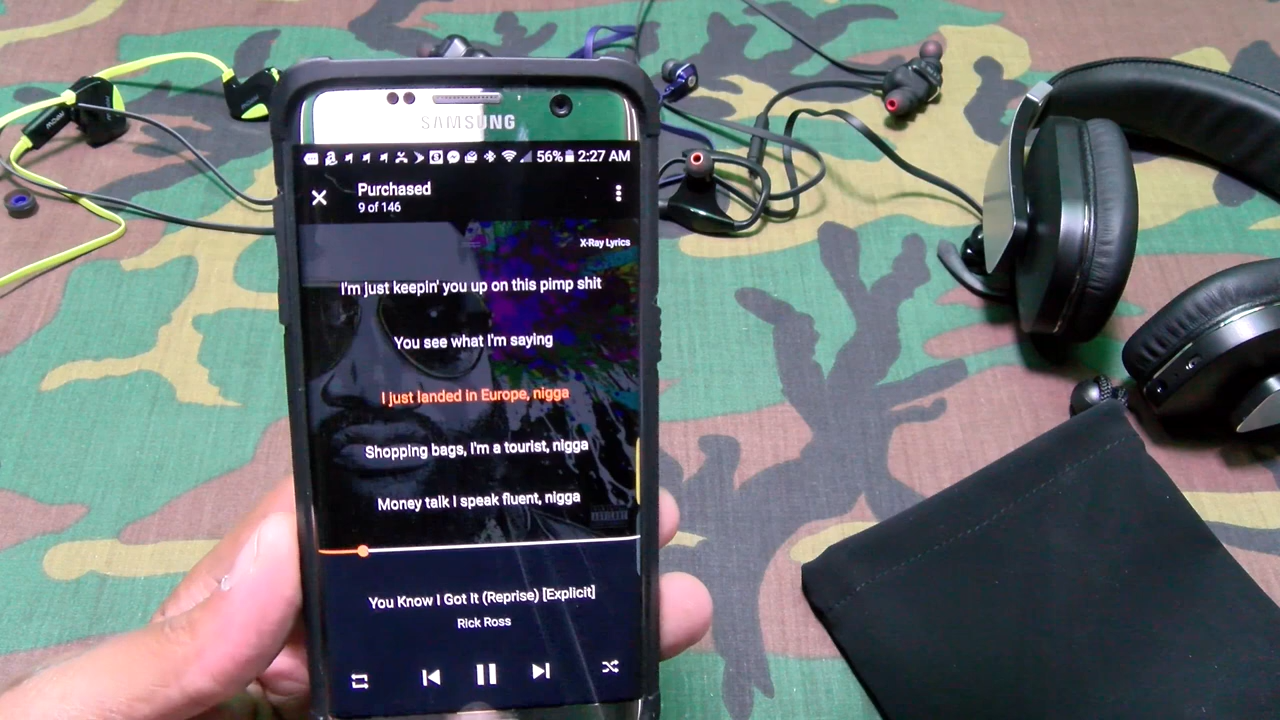 SAMSUNG
56% 2:27 AM
Purchased
9 of 146
X-Ray Lyrics
I'm just keepin' you up on this pimp shit
You see what I'm saying
I just landed in Europe, nigga
Shopping bags, I'm a tourist, nigga
Money talk I speak fluent, nigga
You Know I Got It (Reprise) [Explicit]
Rick Ross